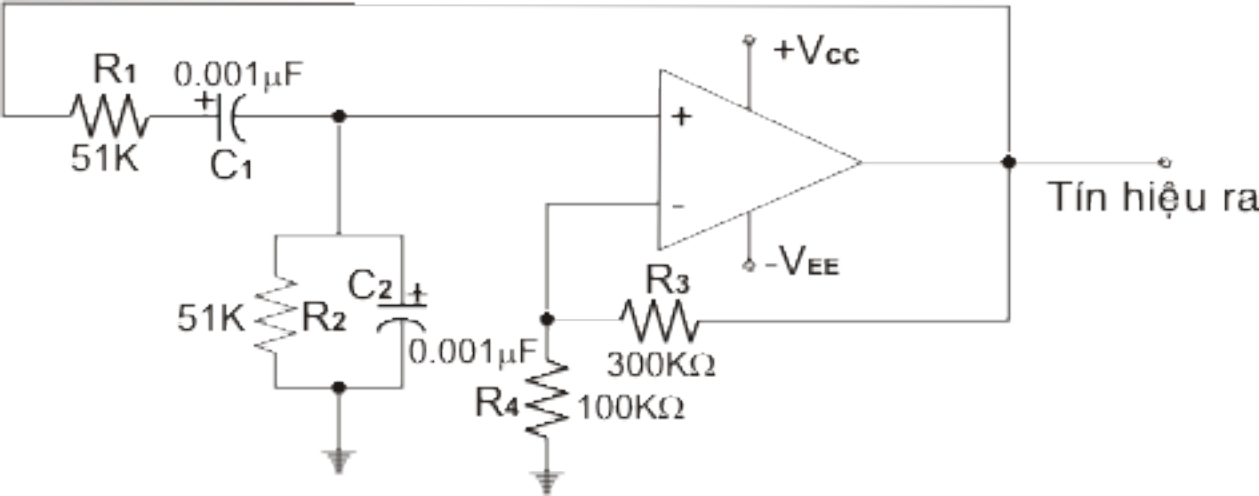 R1
0.001µF
+
51K
C1
+Vcc
+
-
Tín hiệu ra
-VEE
R3
300KΩ
C2 +
51K
R2
0.001µF
R4
100KΩ